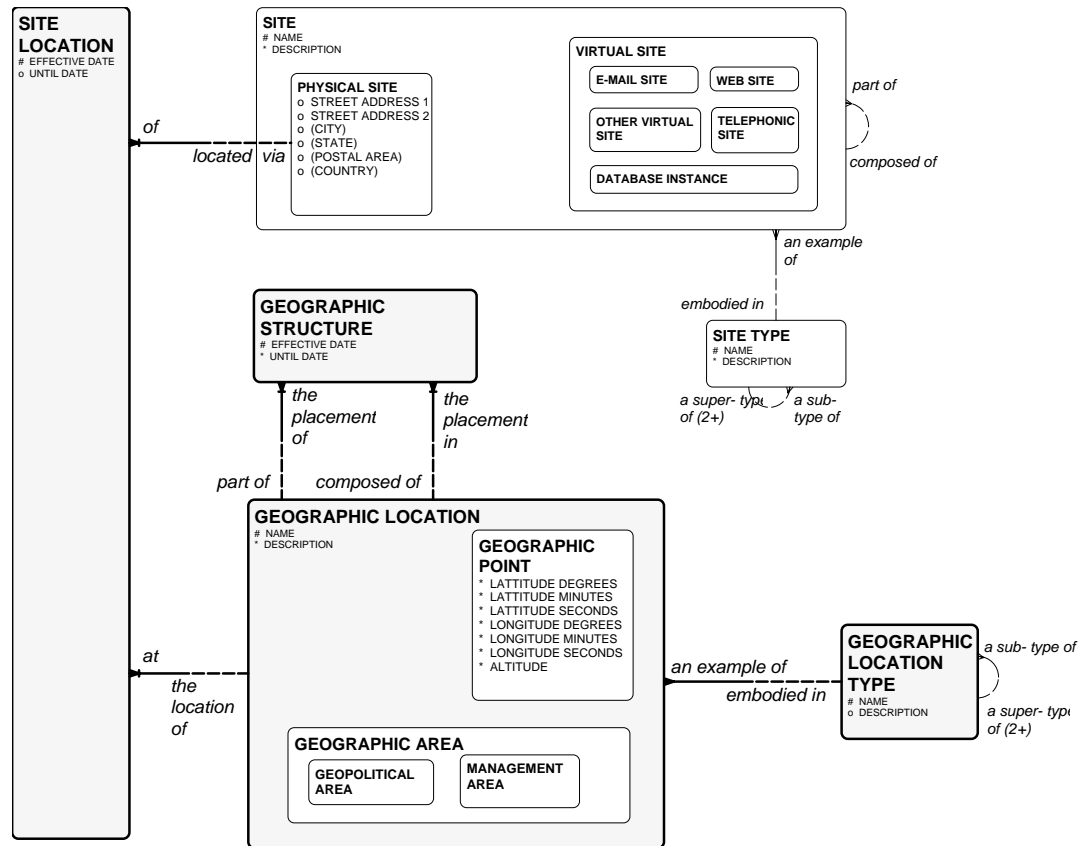 SITE
LOCATION
# EFFECTIVE DATE
o UNTIL DATE
SITE
# NAME
* DESCRIPTION
PHYSICAL SITE
o STREET ADDRESS 1
o STREET ADDRESS 2
o (CITY)
o (STATE)
o (POSTAL AREA)
o (COUNTRY)
VIRTUAL SITE
E-MAIL SITE
WEB SITE
OTHER VIRTUAL
SITE
TELEPHONIC
SITE
DATABASE INSTANCE
part of
composed of
of
located via
an example
of
embodied in
SITE TYPE
# NAME
* DESCRIPTION
a super- type
of (2+)
a sub-
type of
GEOGRAPHIC
STRUCTURE
# EFFECTIVE DATE
* UNTIL DATE
the
placement
of
the
placement
in
part of
composed of
GEOGRAPHIC LOCATION
# NAME
* DESCRIPTION
GEOGRAPHIC
POINT
* LATTITUDE DEGREES
* LATTITUDE MINUTES
* LATTITUDE SECONDS
* LONGITUDE DEGREES
* LONGITUDE MINUTES
* LONGITUDE SECONDS
* ALTITUDE
at
the
location
of
an example of
embodied in
GEOGRAPHIC
LOCATION
TYPE
# NAME
o DESCRIPTION
a sub- type of
a super- type
of (2+)
GEOGRAPHIC AREA
GEOPOLITICAL
AREA
MANAGEMENT
AREA